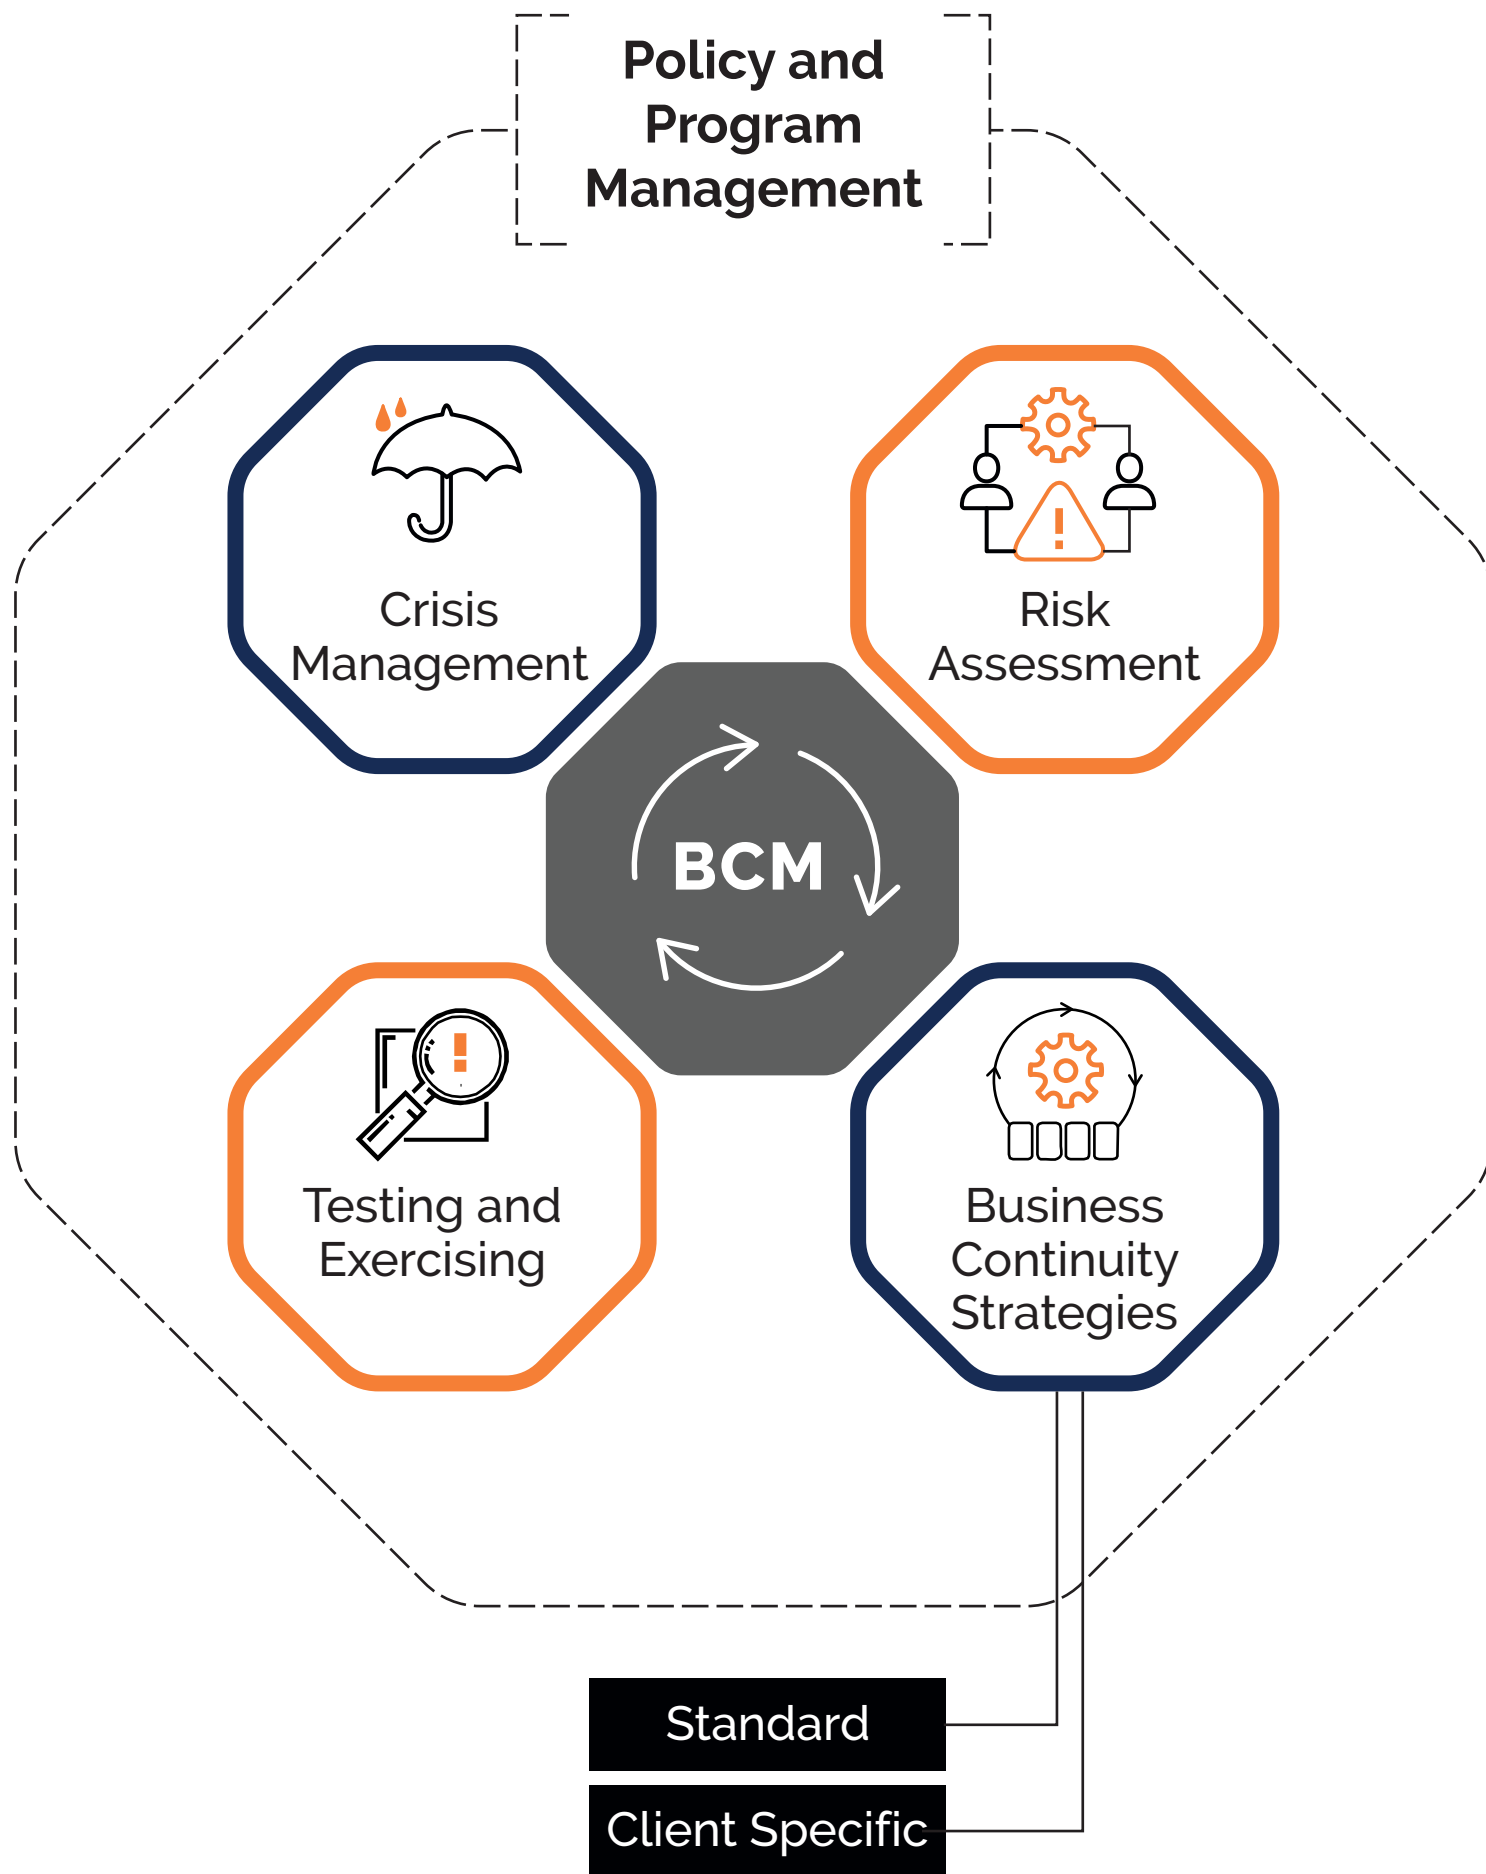 Policy and
Program
Management
Crisis
Management
Risk
Assessment
BCM
Testing and
Exercising
Business
Continuity
Strategies
Standard
Client Specific